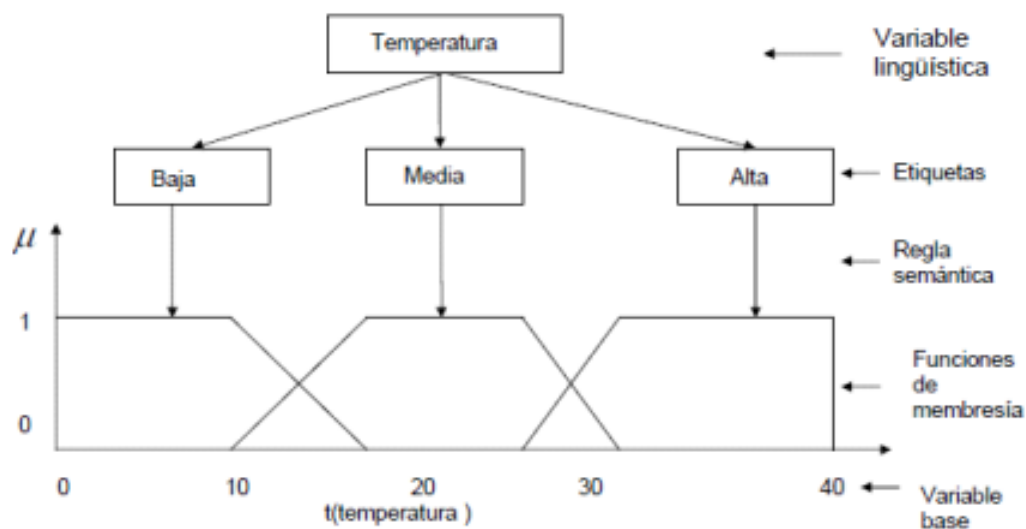 Temperatura
Variable
lingüística
Baja
Media
Alta
Etiquetas
μ
Regla
semántica
1
Funciones
de
membresía
0
0 10 20 30 40
t(temperatura )
Variable
base